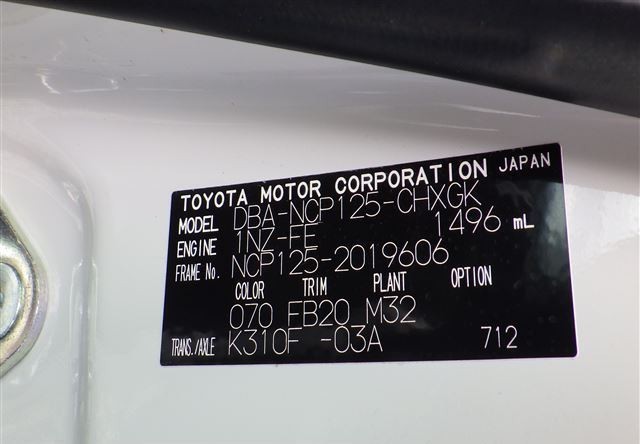 TOYOTA MOTOR CORPORATION JAPAN
MODEL DBA-NCP125-CHXGK
ENGINE 1NZ-FE 1496 mL
FRAME No. NCP125-2019606
COLOR TRIM PLANT OPTION
070 FB20 M32
TRANS./AXLE K310F -03A 712